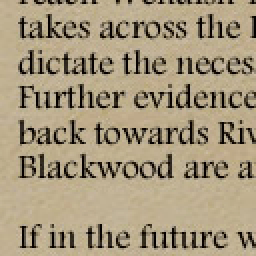 takes across the
dictate the neces
Further evidence
back towards Riv
Blackwood are a
If in the future w